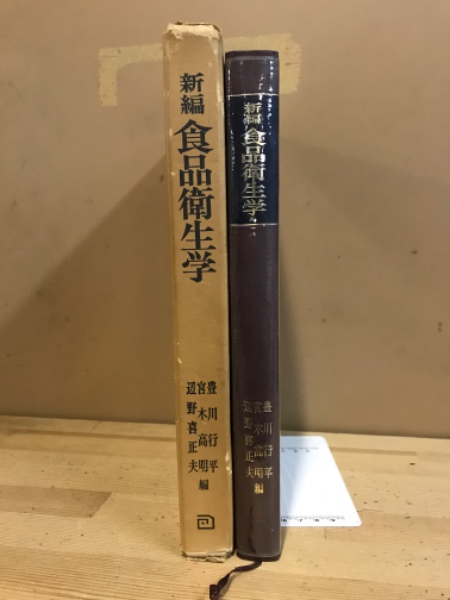 新編
食品衛生学
豊川行平
宮木高明
辺野喜正夫
編
新編
食品衛生学
豊川行平
宮木高明
辺野喜正夫
編